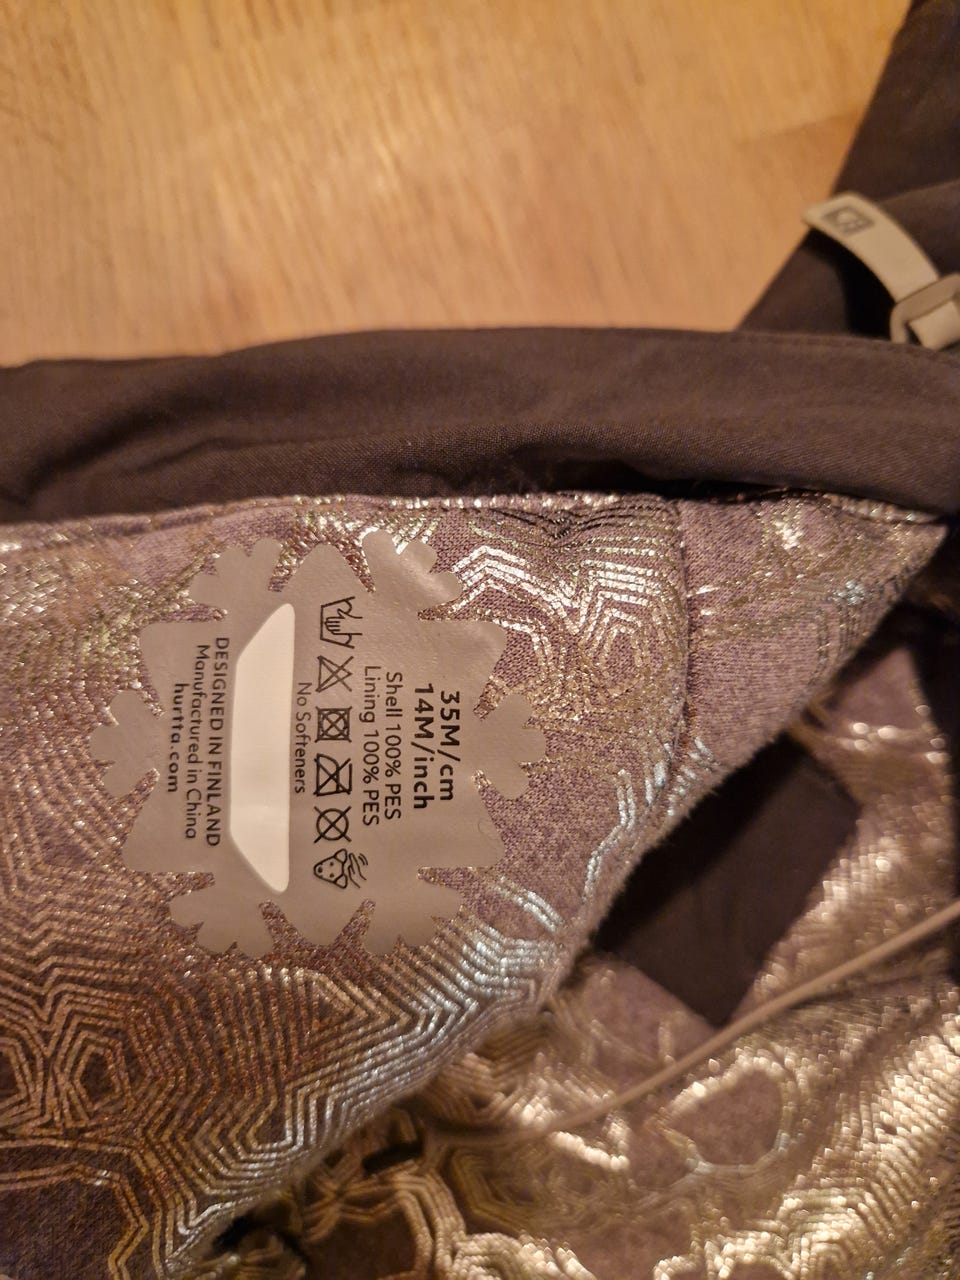 35M/cm
14M/inch
Shell 100% PES
Lining 100% PES
No Softeners
DESIGNED IN FINLAND
Manufactured in China
hurtta.com